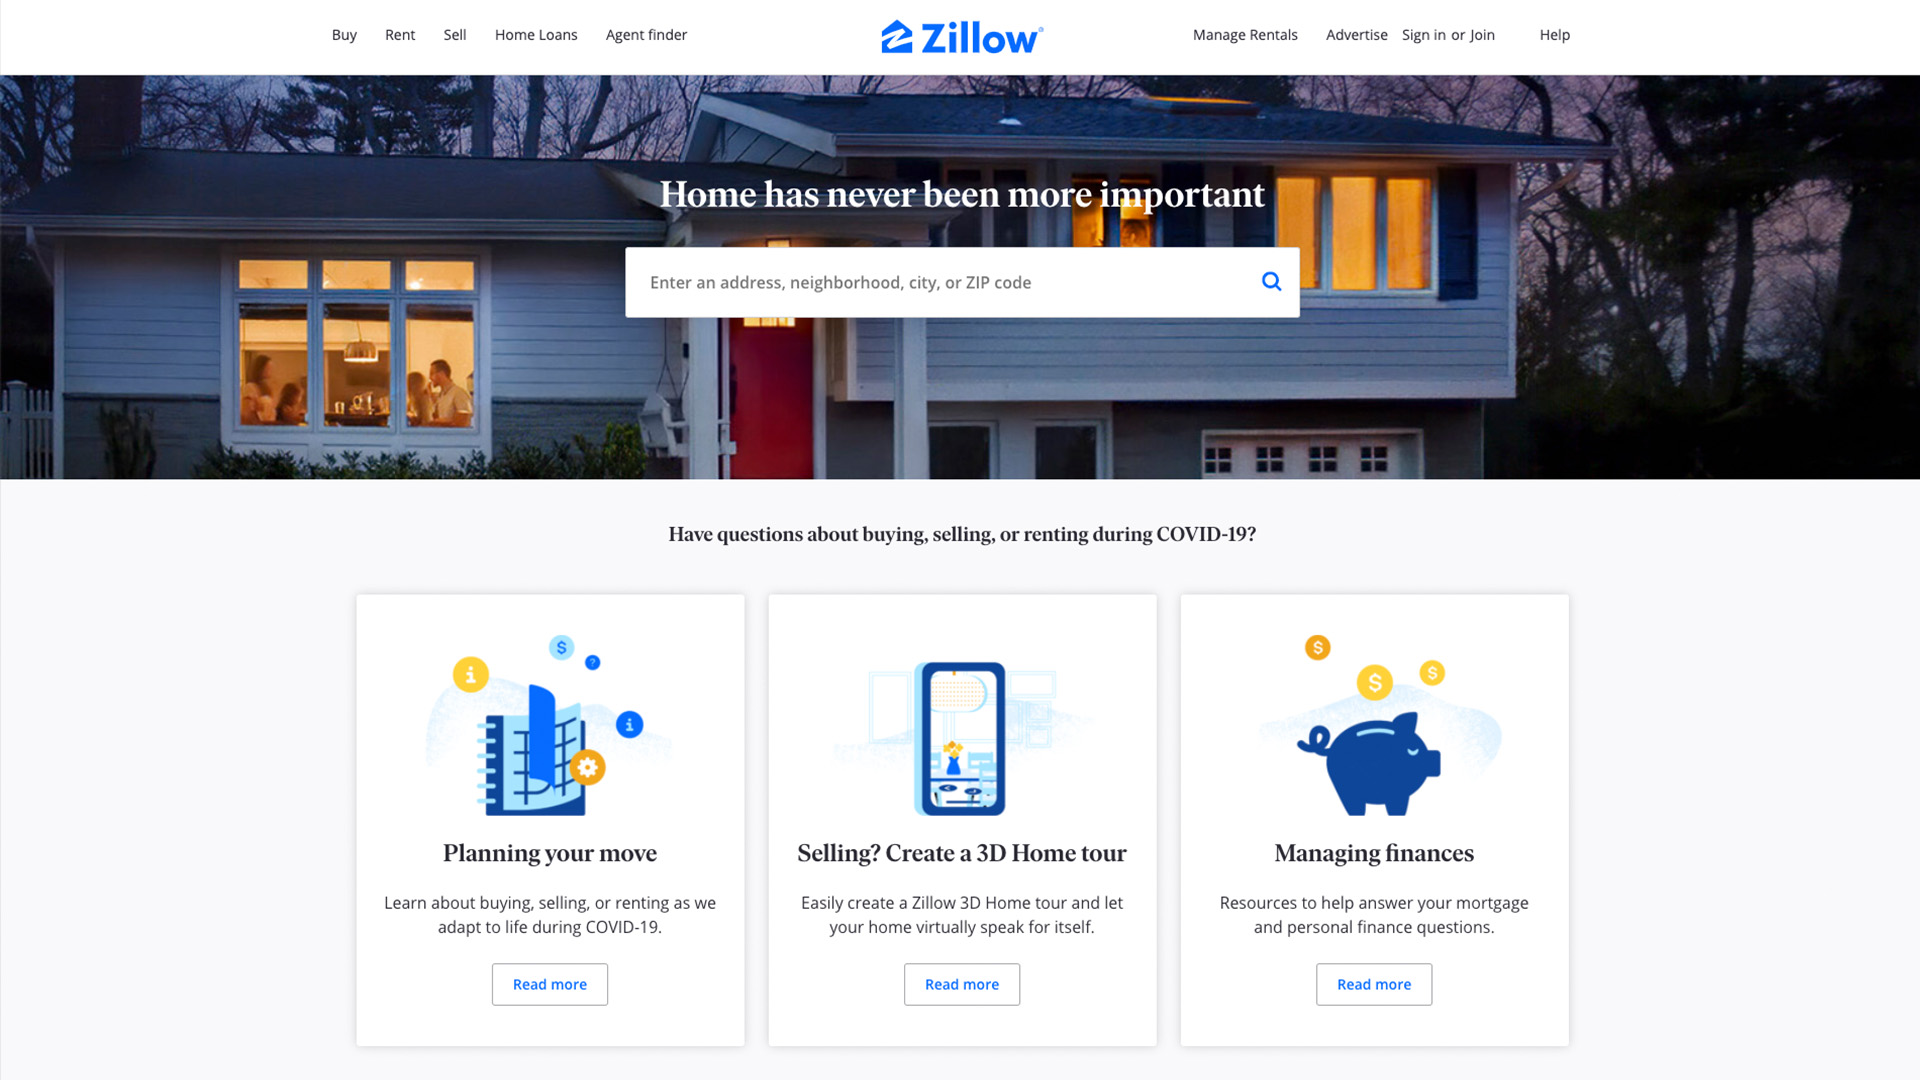 Buy Rent Sell Home Loans Agent finder
Zillow®
Manage Rentals Advertise Sign in or Join Help
Home has never been more important
Enter an address, neighborhood, city, or ZIP code
Have questions about buying, selling, or renting during COVID-19?
$
?
i
i
Planning your move
Learn about buying, selling, or renting as we
adapt to life during COVID-19.
Read more
Selling? Create a 3D Home tour
Easily create a Zillow 3D Home tour and let
your home virtually speak for itself.
Read more
$
$
$
Managing finances
Resources to help answer your mortgage
and personal finance questions.
Read more